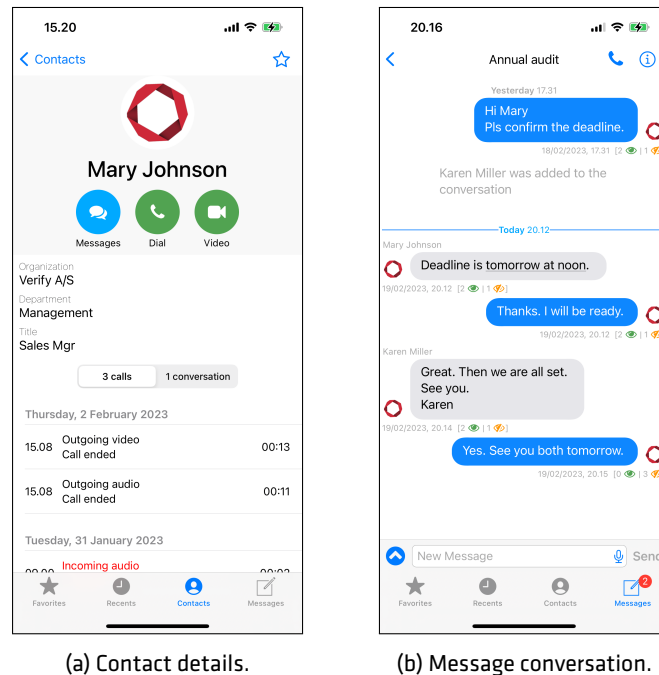 15.20
Contacts
Mary Johnson
Messages Dial Video
Organization
Verify A/S
Department
Management
Title
Sales Mgr
3 calls 1 conversation
Thursday, 2 February 2023
15.08 Outgoing video 00:13
Call ended
15.08 Outgoing audio 00:11
Call ended
Tuesday, 31 January 2023
Incoming audio
Favorites Recents Contacts Messages
(a) Contact details.
20.16
Annual audit
Yesterday 17.31
Hi Mary
Pls confirm the deadline.
18/02/2023, 17.31 [2 | 1
Karen Miller was added to the
conversation
Today 20.12
Mary Johnson
Deadline is tomorrow at noon.
19/02/2023, 20.12 [2 | 1 ]
Thanks. I will be ready.
19/02/2023, 20.12 [2 | 1
Karen Miller
Great. Then we are all set.
See you.
Karen
19/02/2023, 20.14 [2 | 1 ]
Yes. See you both tomorrow.
19/02/2023, 20.15 [0 | 3
New Message Send
2
Favorites Recents Contacts Messages
(b) Message conversation.